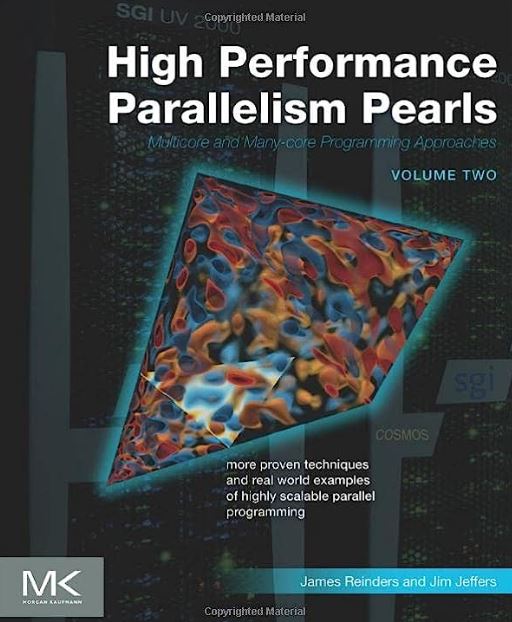 Copyrighted Material
SGI UV 2000
High Performance
Parallelism Pearls
Multicore and Many-core Programming Approaches
VOLUME TWO
sgi
COSMOS
more proven techniques
and real world examples
of highly scalable parallel
programming
James Reinders and Jim Jeffers
MK
MORGAN KAUFMANN
Copyrighted Material